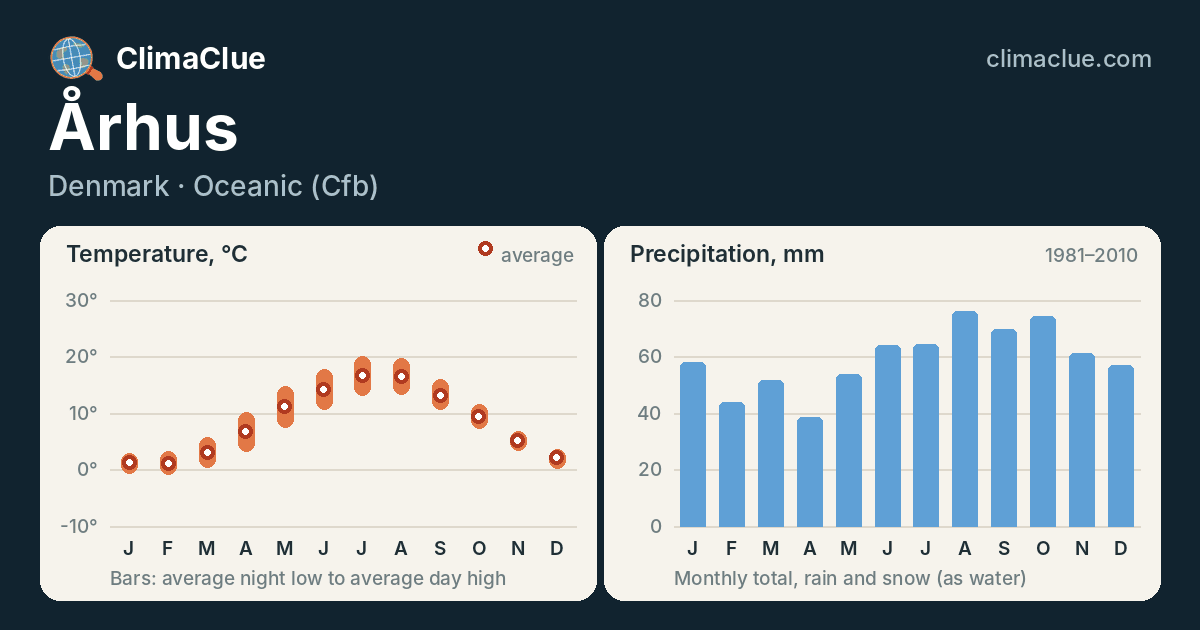 ClimaClue
climaclue.com
Århus
Denmark · Oceanic (Cfb)
Temperature, °C
average
30°
20°
10°
0°
-10°
J F M A M J J A S O N D
Bars: average night low to average day high
Precipitation, mm
1981–2010
80
60
40
20
0
J F M A M J J A S O N D
Monthly total, rain and snow (as water)